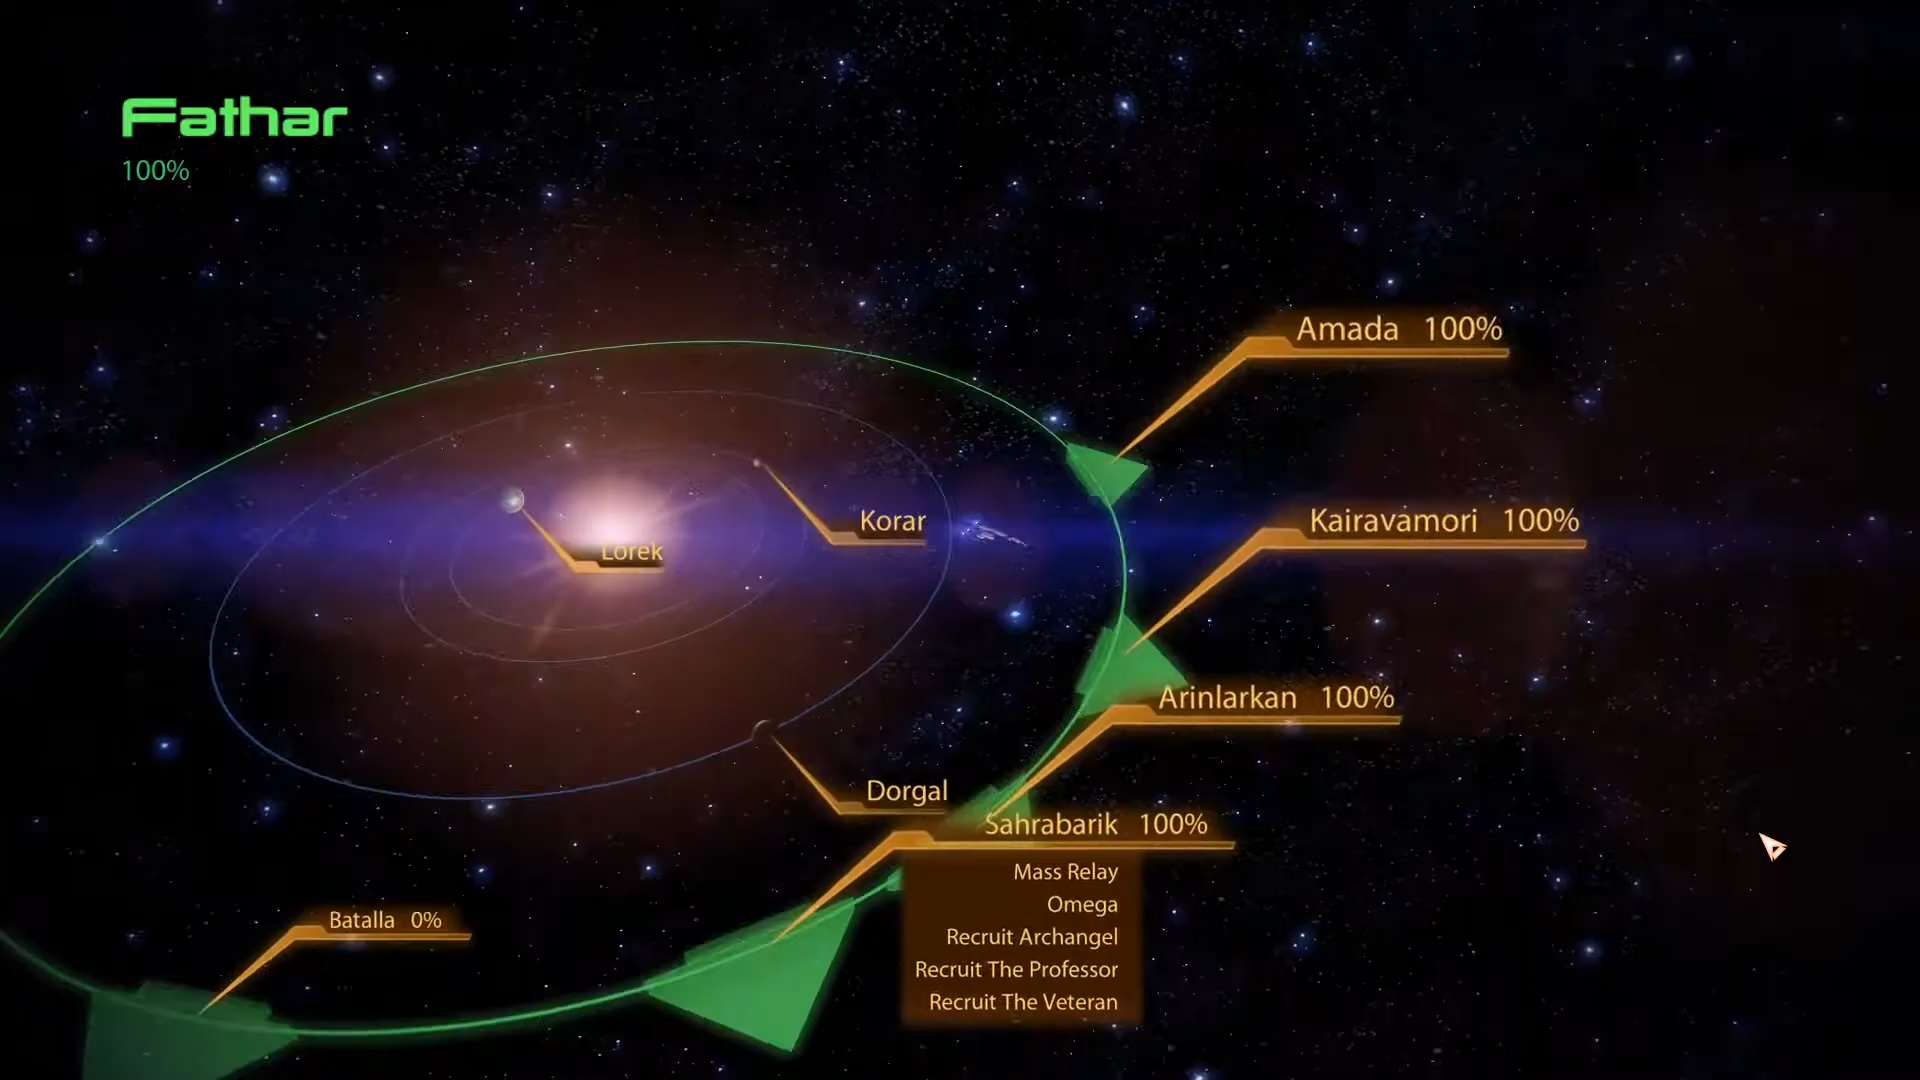 Fathar
100%
Amada 100%
Kairavamori 100%
Korar
Lorek
Arinlarkan 100%
Dorgal
Sahrabarik 100%
Mass Relay
Omega
Recruit Archangel
Recruit The Professor
Recruit The Veteran
Batalla 0%